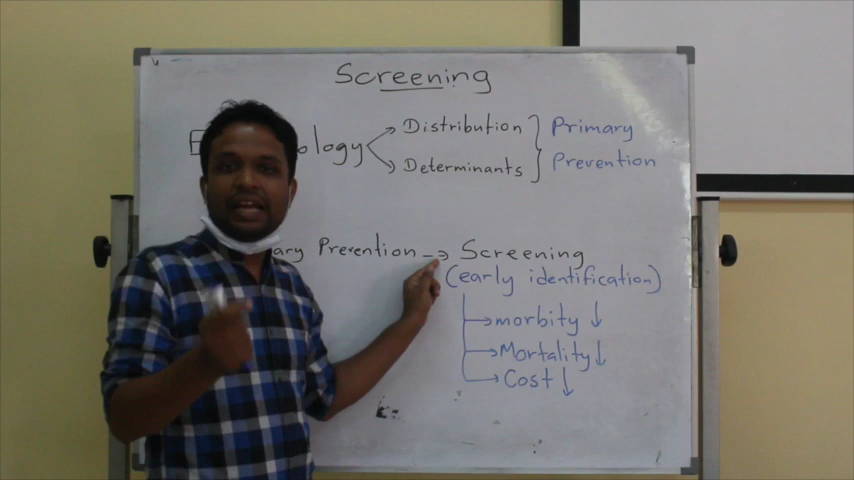 Screening
ology → Distribution } Primary
→ Determinants } Prevention
ary Prevention → Screening
(early identification)
→ morbity ↓
→ Mortality ↓
→ Cost ↓